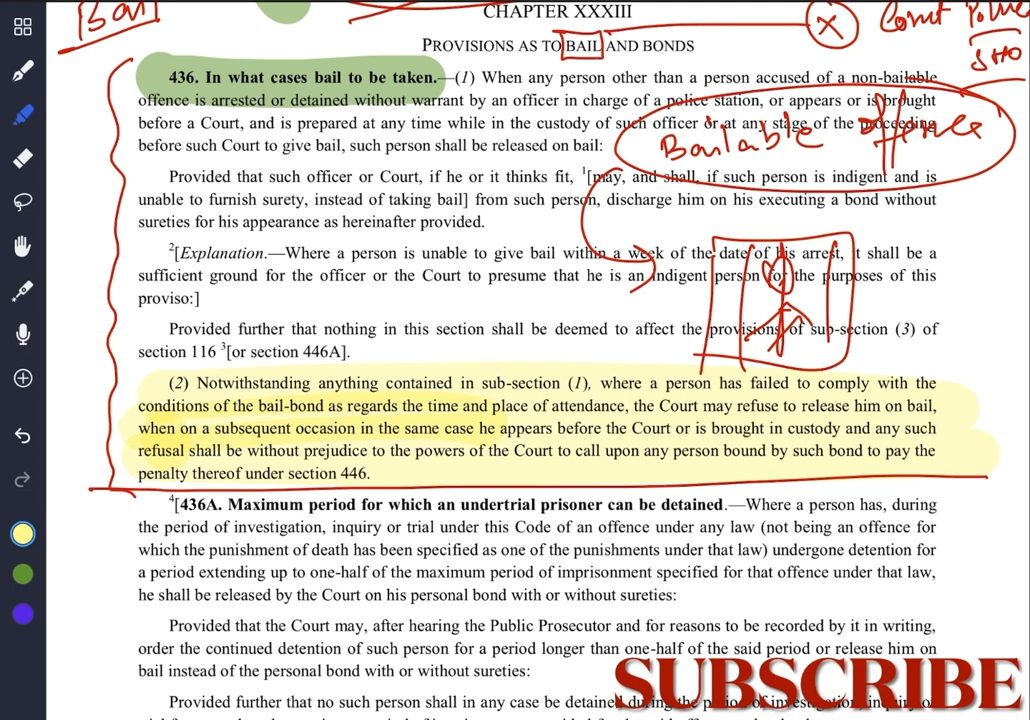 Bail
CHAPTER XXXIII
Court Police
SHO
PROVISIONS AS TO BAIL AND BONDS
436. In what cases bail to be taken.—(1) When any person other than a person accused of a non-bailable
offence is arrested or detained without warrant by an officer in charge of a police station, or appears or is brought
before a Court, and is prepared at any time while in the custody of such officer or at any stage of the proceeding
before such Court to give bail, such person shall be released on bail:
Bailable offence
Provided that such officer or Court, if he or it thinks fit, 1[may, and shall, if such person is indigent and is
unable to furnish surety, instead of taking bail] from such person, discharge him on his executing a bond without
sureties for his appearance as hereinafter provided.
2[Explanation.—Where a person is unable to give bail within a week of the date of his arrest, it shall be a
sufficient ground for the officer or the Court to presume that he is an indigent person for the purposes of this
proviso:]
Provided further that nothing in this section shall be deemed to affect the provisions of sub-section (3) of
section 116 3[or section 446A].
(2) Notwithstanding anything contained in sub-section (1), where a person has failed to comply with the
conditions of the bail-bond as regards the time and place of attendance, the Court may refuse to release him on bail,
when on a subsequent occasion in the same case he appears before the Court or is brought in custody and any such
refusal shall be without prejudice to the powers of the Court to call upon any person bound by such bond to pay the
penalty thereof under section 446.
4[436A. Maximum period for which an undertrial prisoner can be detained.—Where a person has, during
the period of investigation, inquiry or trial under this Code of an offence under any law (not being an offence for
which the punishment of death has been specified as one of the punishments under that law) undergone detention for
a period extending up to one-half of the maximum period of imprisonment specified for that offence under that law,
he shall be released by the Court on his personal bond with or without sureties:
Provided that the Court may, after hearing the Public Prosecutor and for reasons to be recorded by it in writing,
order the continued detention of such person for a period longer than one-half of the said period or release him on
bail instead of the personal bond with or without sureties:
Provided further that no such person shall in any case be detained during the period of investigation, inquiry o
SUBSCRIBE